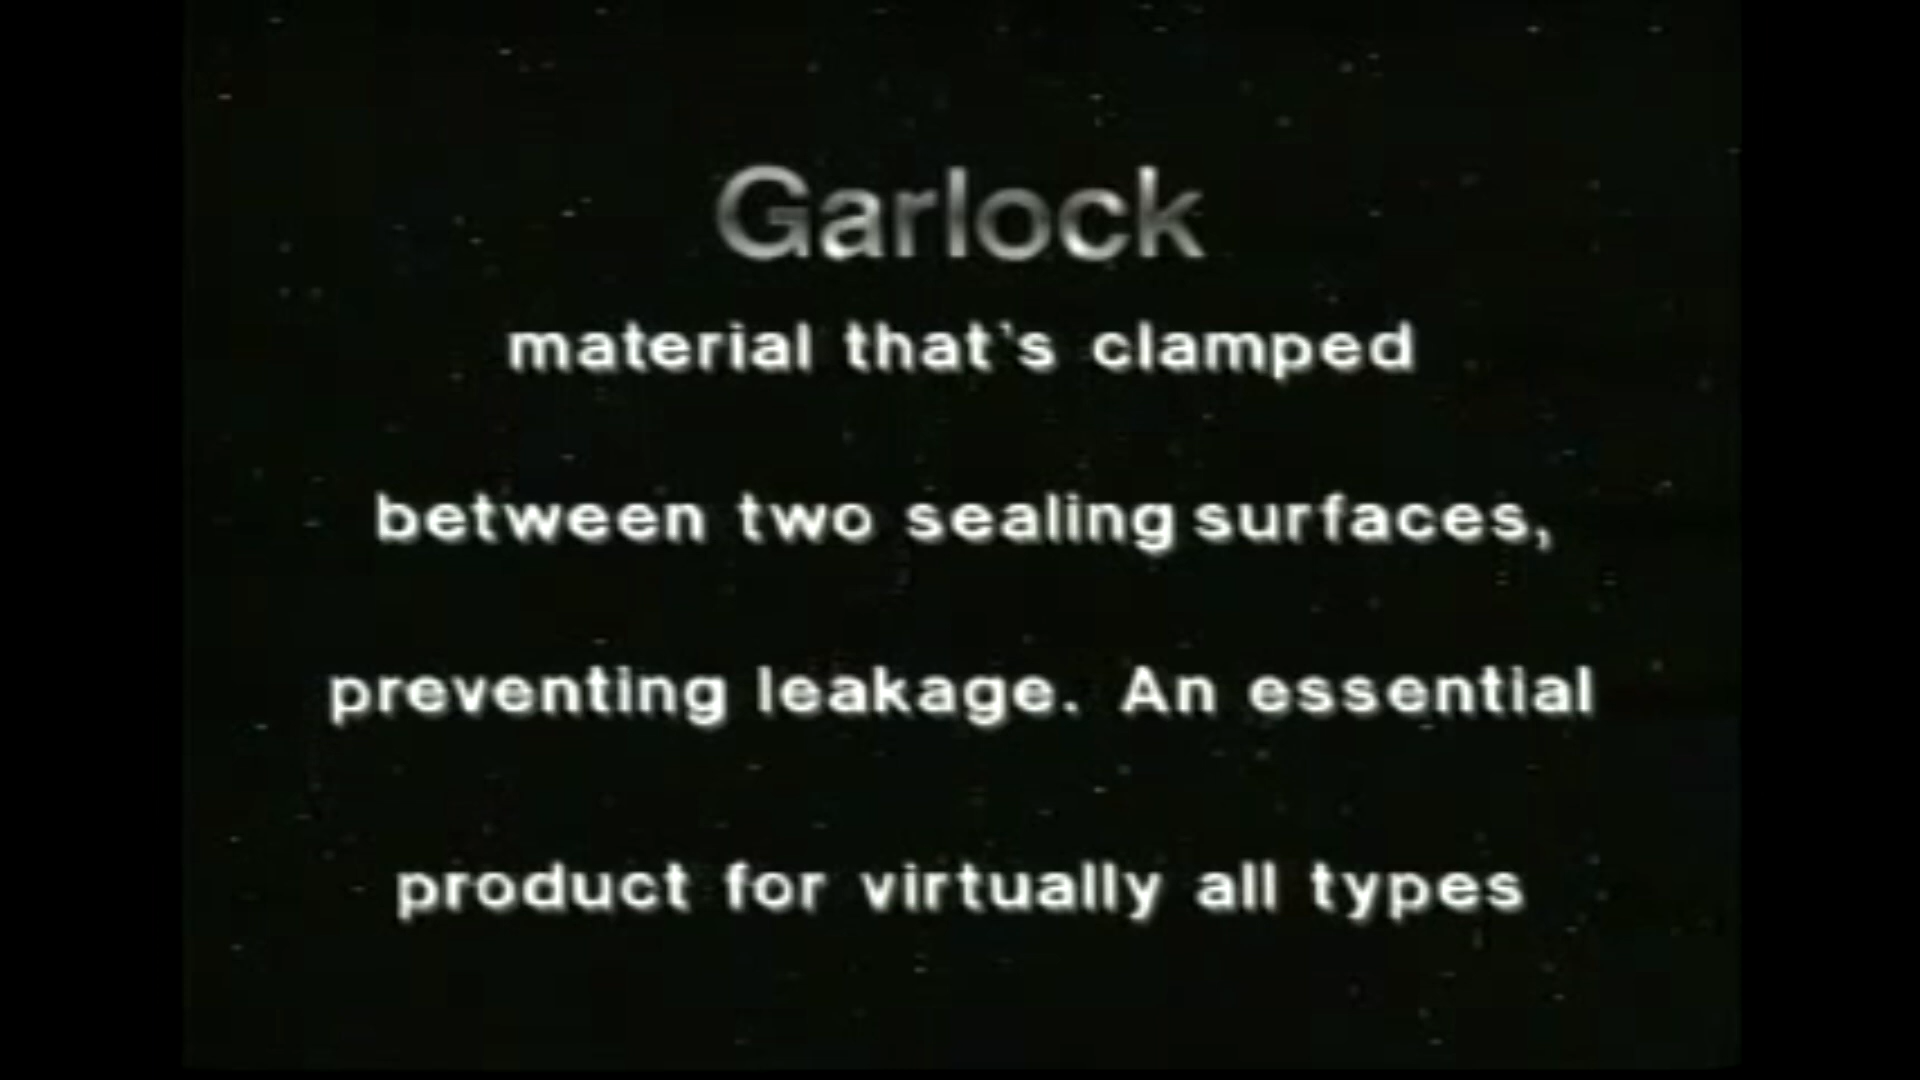 Garlock
material that's clamped
between two sealing surfaces,
preventing leakage. An essential
product for virtually all types